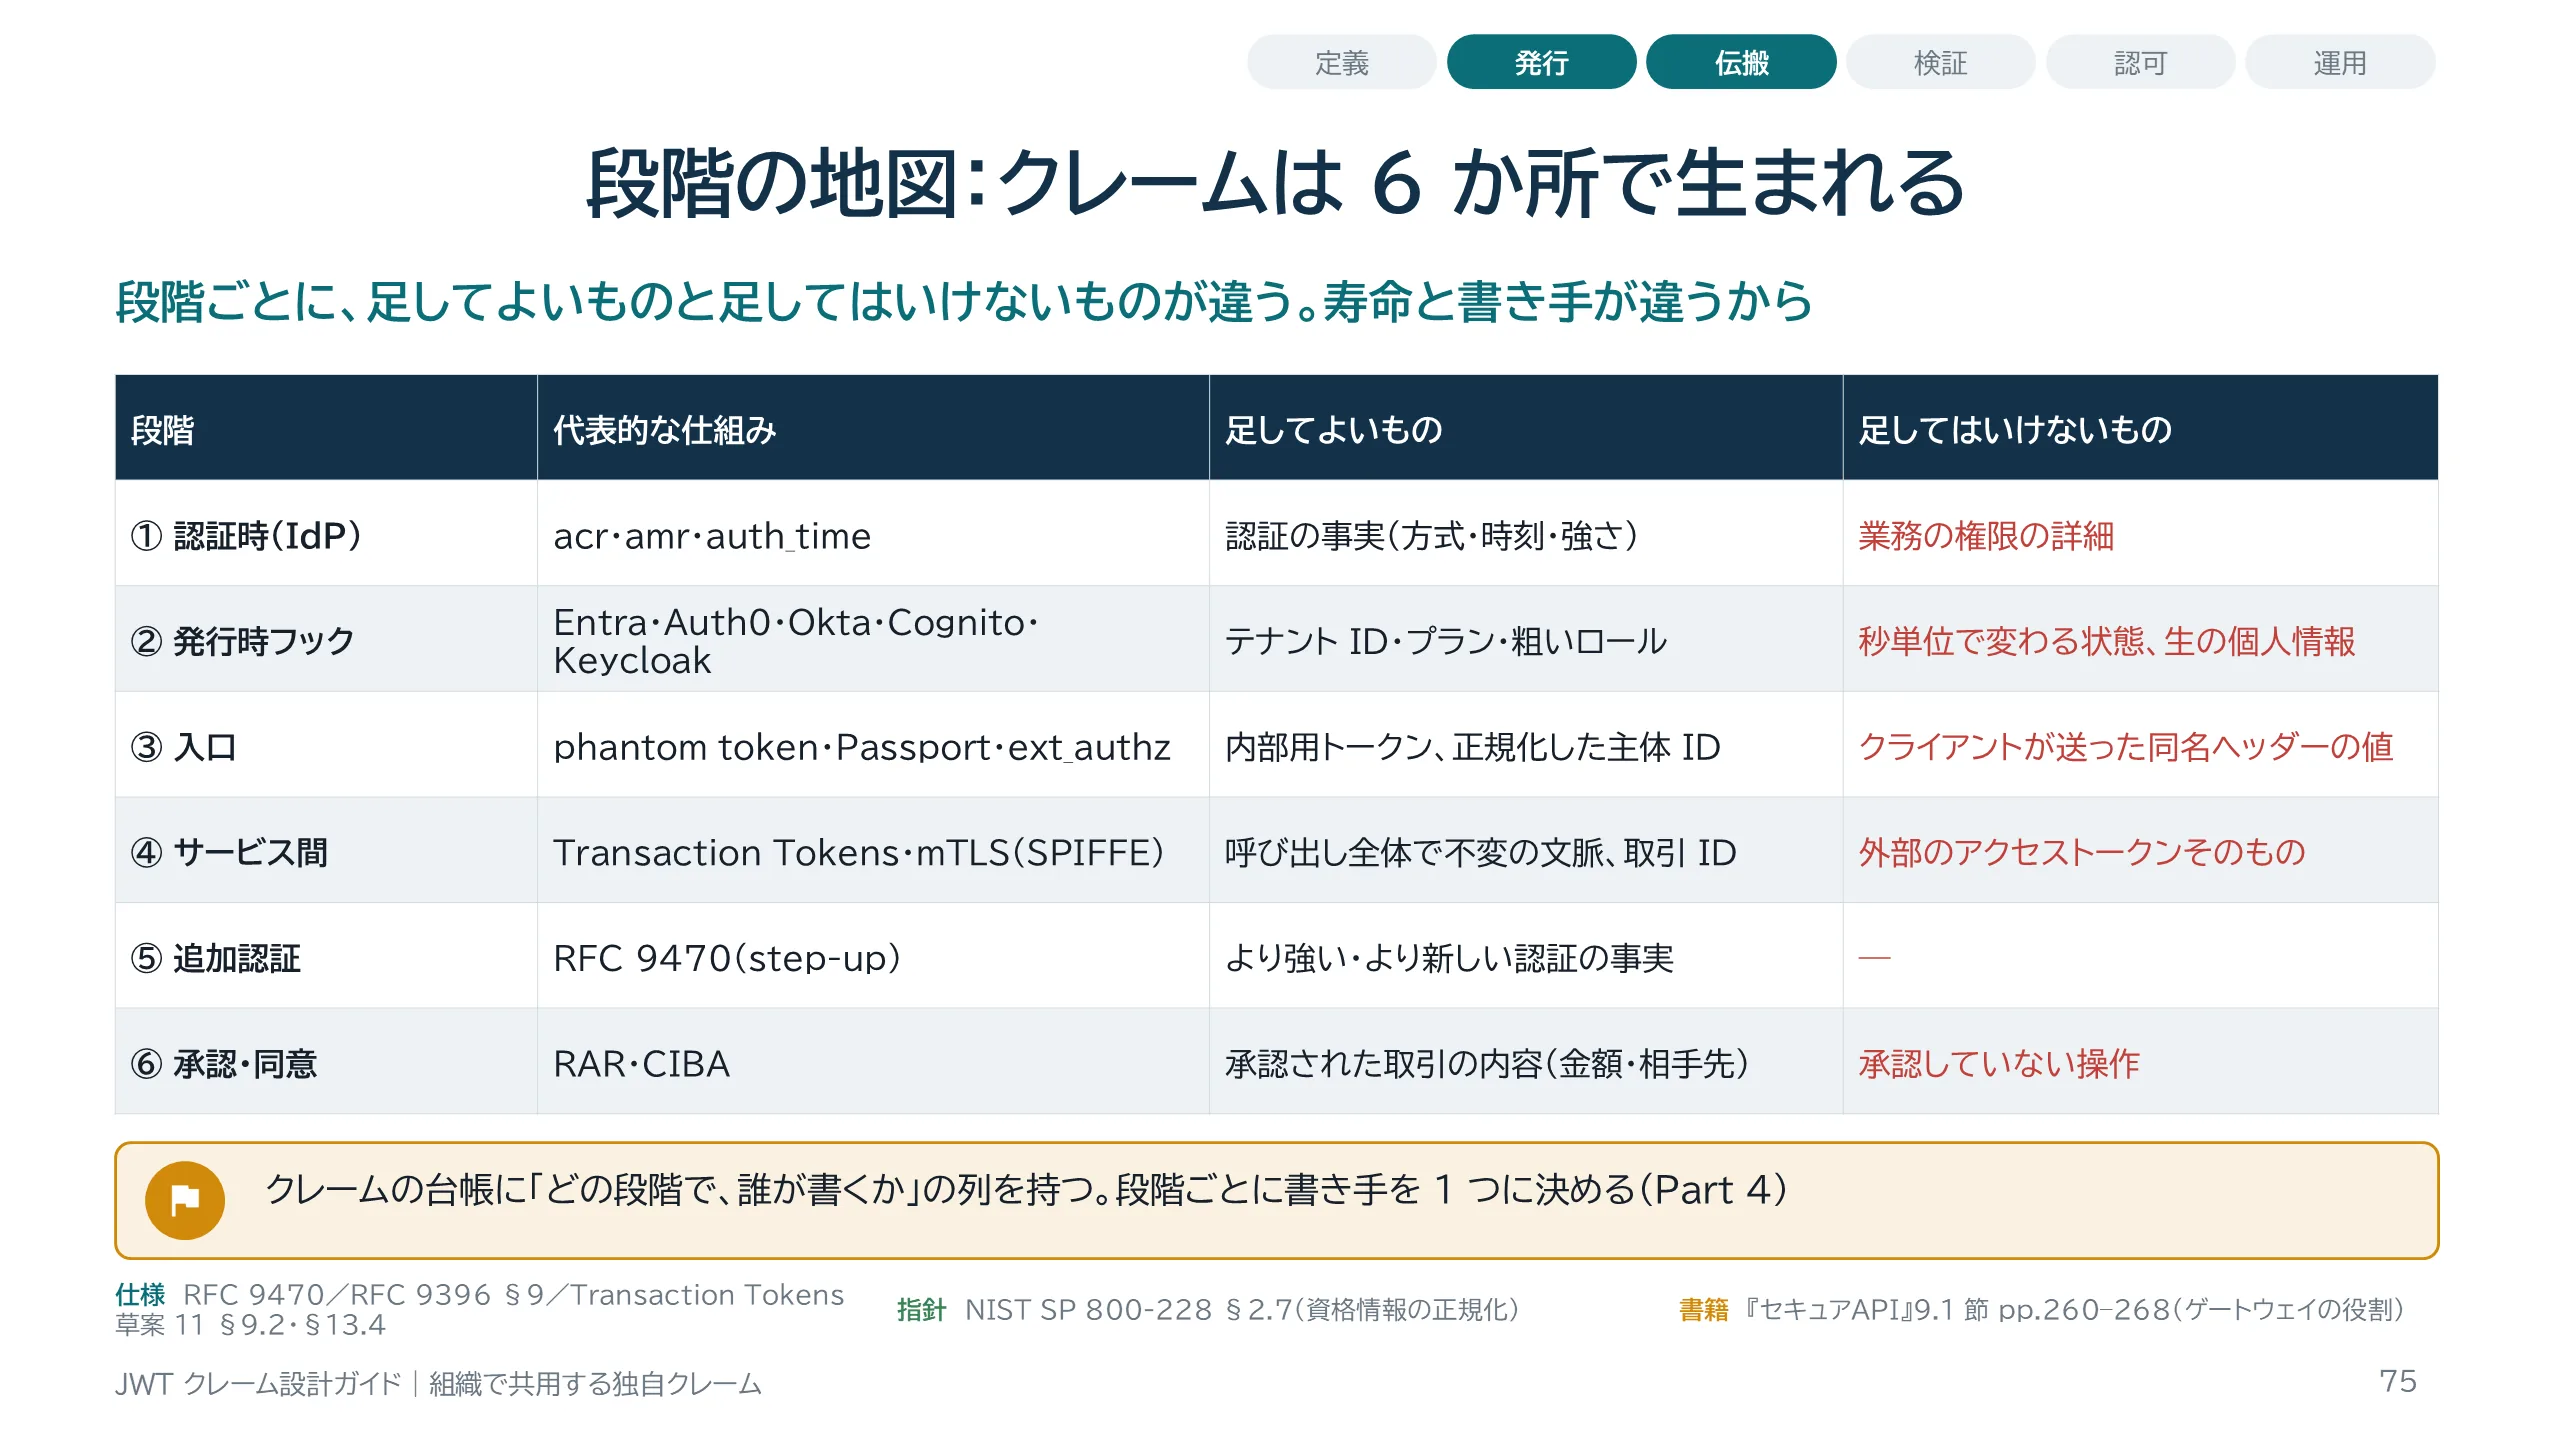 定義
発行
伝搬
検証
認可
運用
段階の地図：クレームは 6 か所で生まれる
段階ごとに、足してよいものと足してはいけないものが違う。寿命と書き手が違うから
段階
代表的な仕組み
足してよいもの
足してはいけないもの
① 認証時（IdP）
acr・amr・auth_time
認証の事実（方式・時刻・強さ）
業務の権限の詳細
② 発行時フック
Entra・Auth0・Okta・Cognito・
Keycloak
テナント ID・プラン・粗いロール
秒単位で変わる状態、生の個人情報
③ 入口
phantom token・Passport・ext_authz
内部用トークン、正規化した主体 ID
クライアントが送った同名ヘッダーの値
④ サービス間
Transaction Tokens・mTLS（SPIFFE）
呼び出し全体で不変の文脈、取引 ID
外部のアクセストークンそのもの
⑤ 追加認証
RFC 9470（step-up）
より強い・より新しい認証の事実
—
⑥ 承認・同意
RAR・CIBA
承認された取引の内容（金額・相手先）
承認していない操作
クレームの台帳に「どの段階で、誰が書くか」の列を持つ。段階ごとに書き手を 1 つに決める（Part 4）
仕様 RFC 9470／RFC 9396 §9／Transaction Tokens
草案 11 §9.2・§13.4
指針 NIST SP 800-228 §2.7（資格情報の正規化）
書籍 『セキュアAPI』9.1 節 pp.260–268（ゲートウェイの役割）
JWT クレーム設計ガイド｜組織で共用する独自クレーム
75